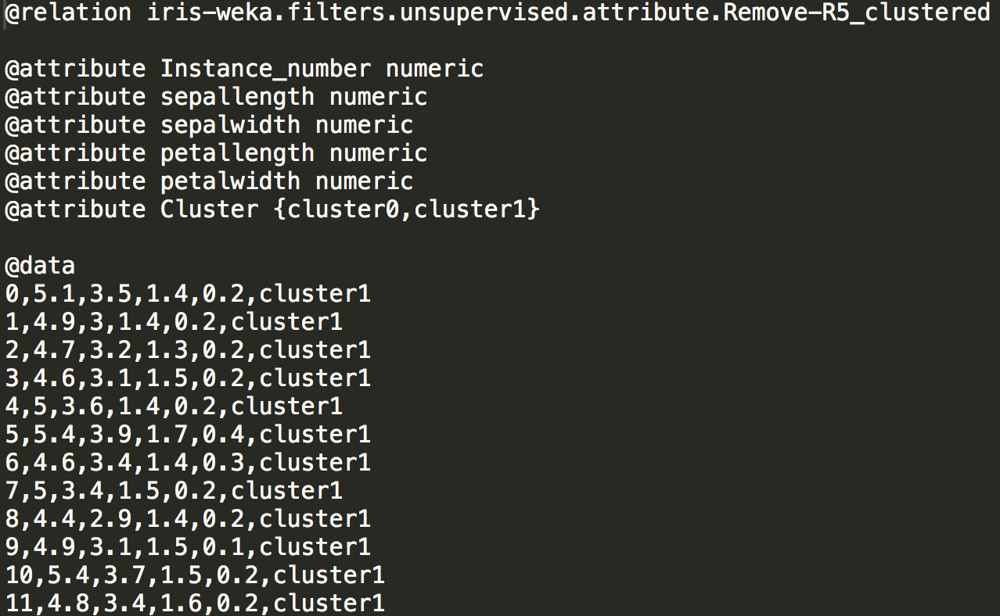 @relation iris-weka.filters.unsupervised.attribute.Remove-R5_clustered
@attribute Instance_number numeric
@attribute sepallength numeric
@attribute sepalwidth numeric
@attribute petallength numeric
@attribute petalwidth numeric
@attribute Cluster {cluster0,cluster1}
@data
0,5.1,3.5,1.4,0.2,cluster1
1,4.9,3,1.4,0.2,cluster1
2,4.7,3.2,1.3,0.2,cluster1
3,4.6,3.1,1.5,0.2,cluster1
4,5,3.6,1.4,0.2,cluster1
5,5.4,3.9,1.7,0.4,cluster1
6,4.6,3.4,1.4,0.3,cluster1
7,5,3.4,1.5,0.2,cluster1
8,4.4,2.9,1.4,0.2,cluster1
9,4.9,3.1,1.5,0.1,cluster1
10,5.4,3.7,1.5,0.2,cluster1
11,4.8,3.4,1.6,0.2,cluster1